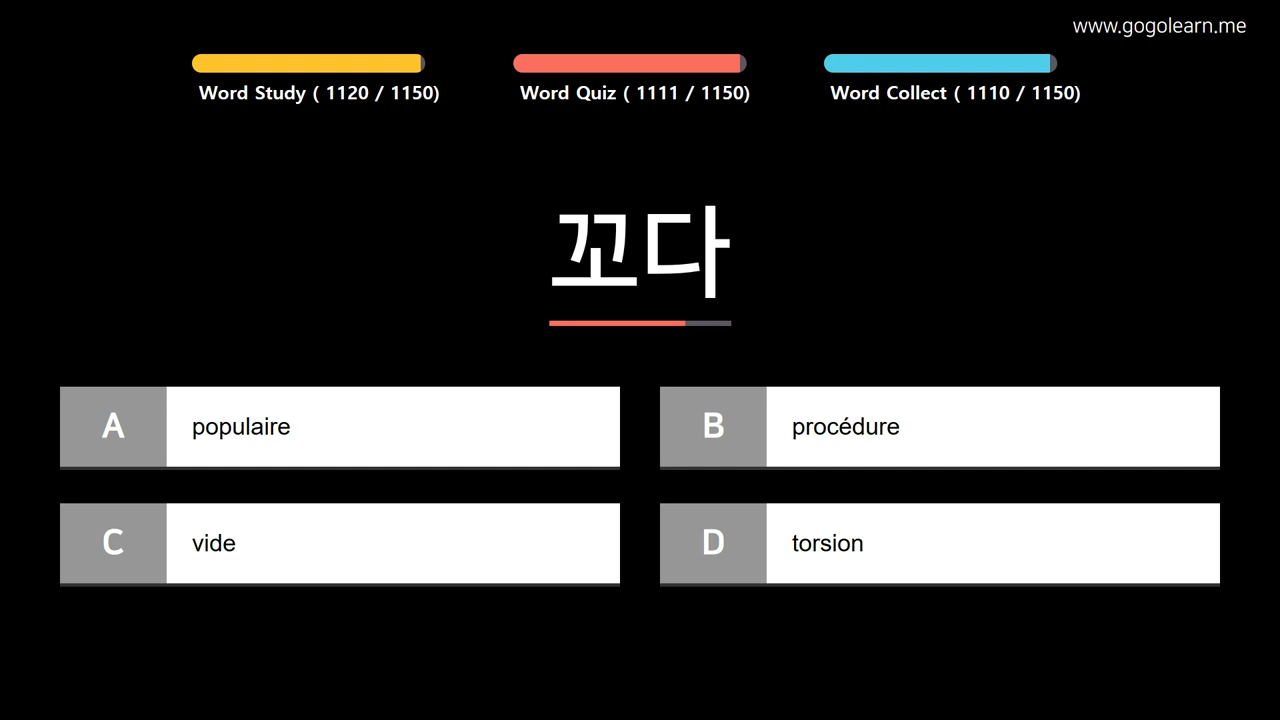 www.gogolearn.me
Word Study ( 1120 / 1150)
Word Quiz ( 1111 / 1150)
Word Collect ( 1110 / 1150)
꼬다
A populaire
B procédure
C vide
D torsion